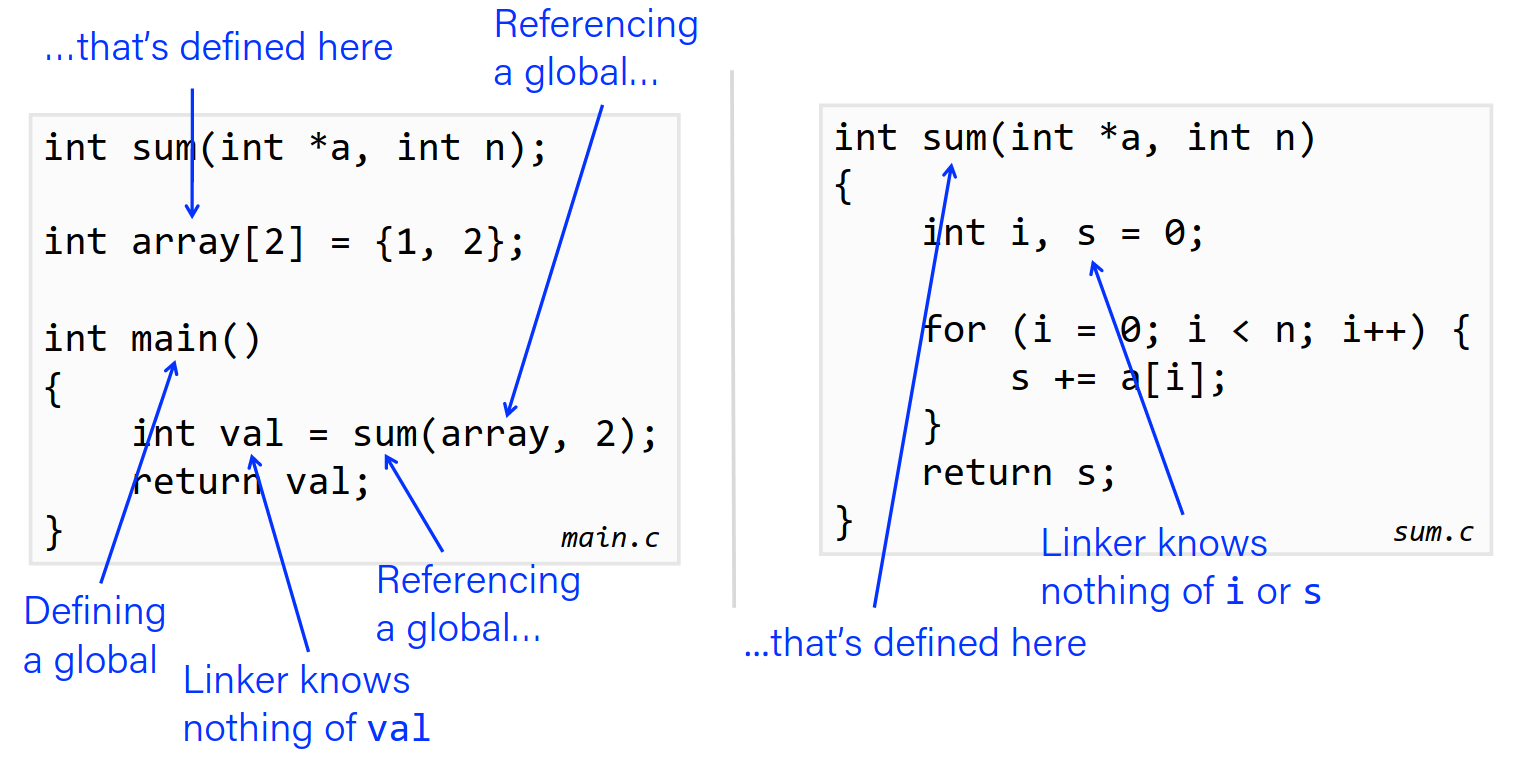 ...that's defined here
Referencing
a global...
int sum(int *a, int n);
int array[2] = {1, 2};
int main()
{
    int val = sum(array, 2);
    return val;
}
main.c
Defining
a global
Linker knows
nothing of val
Referencing
a global...
int sum(int *a, int n)
{
    int i, s = 0;
    for (i = 0; i < n; i++) {
        s += a[i];
    }
    return s;
}
sum.c
Linker knows
nothing of i or s
...that's defined here